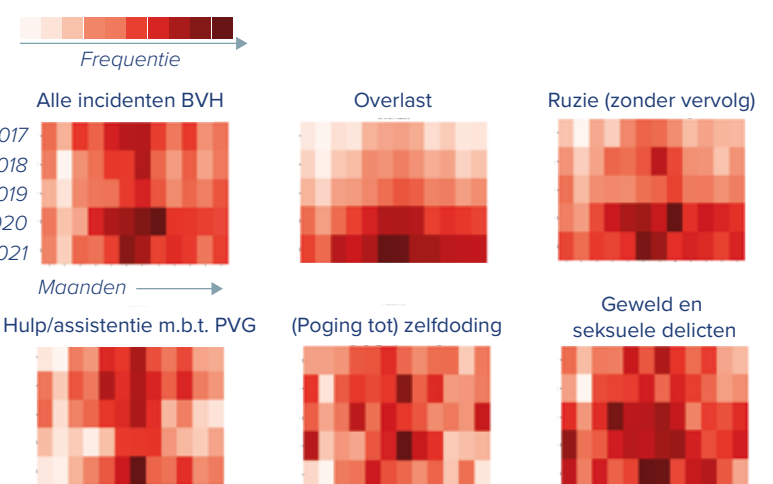 Frequentie
Alle incidenten BVH
Overlast
Ruzie (zonder vervolg)
017
018
019
020
021
Maanden
Hulp/assistentie m.b.t. PVG
(Poging tot) zelfdoding
Geweld en
seksuele delicten